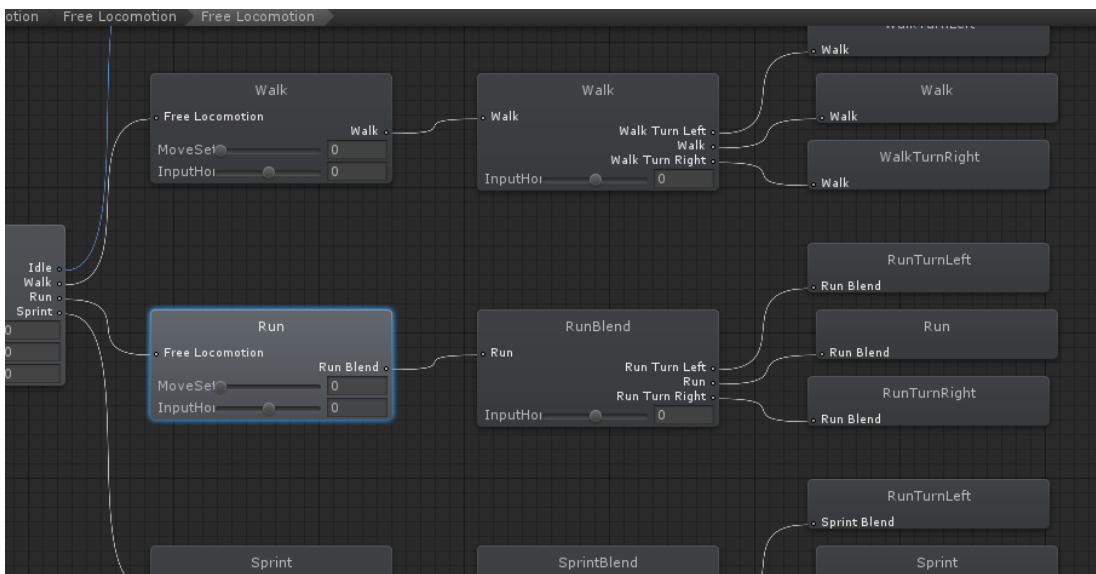 otion
Free Locomotion
Free Locomotion
Walk
Walk
Free Locomotion
Walk
MoveSet
0
InputHor
0
Walk
Walk
Walk Turn Left
Walk
Walk Turn Right
InputHor
0
Walk
Walk
WalkTurnRight
Walk
Idle
Walk
Run
Sprint
0
0
0
Run
Free Locomotion
Run Blend
MoveSet
0
InputHor
0
RunBlend
Run
Run Turn Left
Run
Run Turn Right
InputHor
0
RunTurnLeft
Run Blend
Run
Run Blend
RunTurnRight
Run Blend
RunTurnLeft
Sprint Blend
Sprint
SprintBlend
Sprint